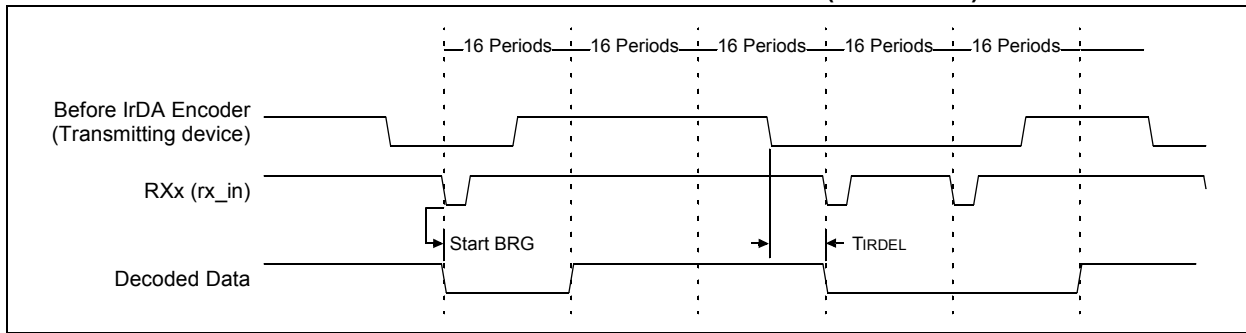 16 Periods 16 Periods 16 Periods 16 Periods 16 Periods
Before IrDA Encoder
(Transmitting device)
RXx (rx_in)
Start BRG
TIRDEL
Decoded Data